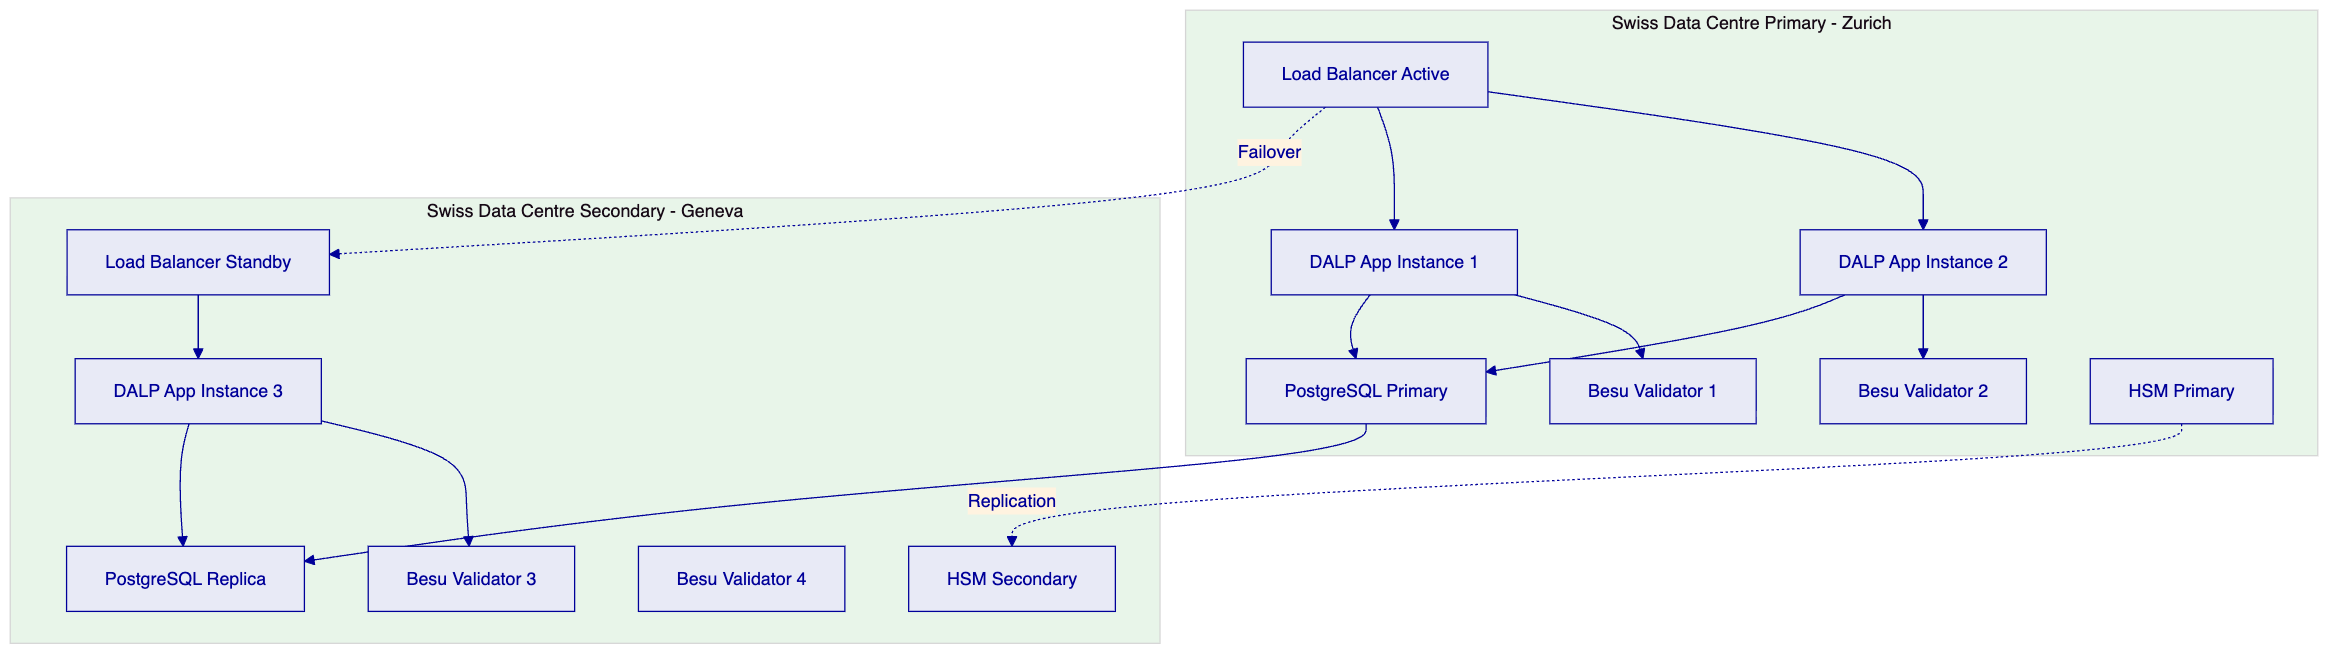 Swiss Data Centre Primary - Zurich
Load Balancer Active
Failover
Swiss Data Centre Secondary - Geneva
Load Balancer Standby
DALP App Instance 1
DALP App Instance 2
DALP App Instance 3
PostgreSQL Primary
Besu Validator 1
Besu Validator 2
HSM Primary
Replication
PostgreSQL Replica
Besu Validator 3
Besu Validator 4
HSM Secondary